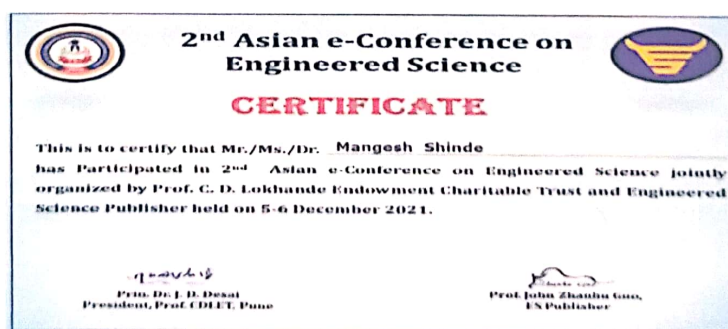 2nd Asian e-Conference on
Engineered Science
CERTIFICATE
This is to certify that Mr./Ms./Dr. Mangesh Shinde
has Participated in 2nd Asian e-Conference on Engineered Science jointly
organized by Prof. C. D. Lokhande Endowment Charitable Trust and Engineered
Science Publisher held on 5-6 December 2021.
Prin. Dr. J. D. Desai
President, Prof CDLET, Pune
Prof. John Zhanhu Guo,
ES Publisher